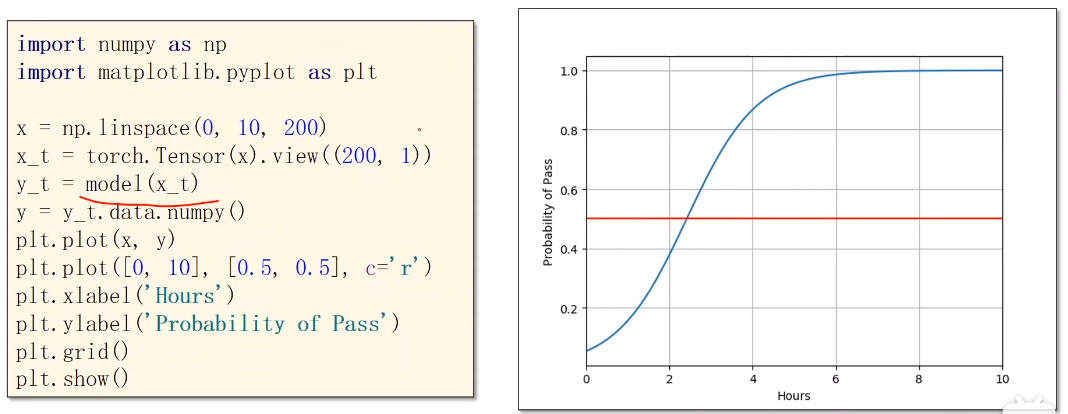 import numpy as np
import matplotlib.pyplot as plt
x = np.linspace(0, 10, 200)
x_t = torch.Tensor(x).view((200, 1))
y_t = model(x_t)
y = y_t.data.numpy()
plt.plot(x, y)
plt.plot([0, 10], [0.5, 0.5], c='r')
plt.xlabel('Hours')
plt.ylabel('Probability of Pass')
plt.grid()
plt.show()
Probability of Pass
1.0
0.8
0.6
0.4
0.2
0 2 4 6 8 10
Hours